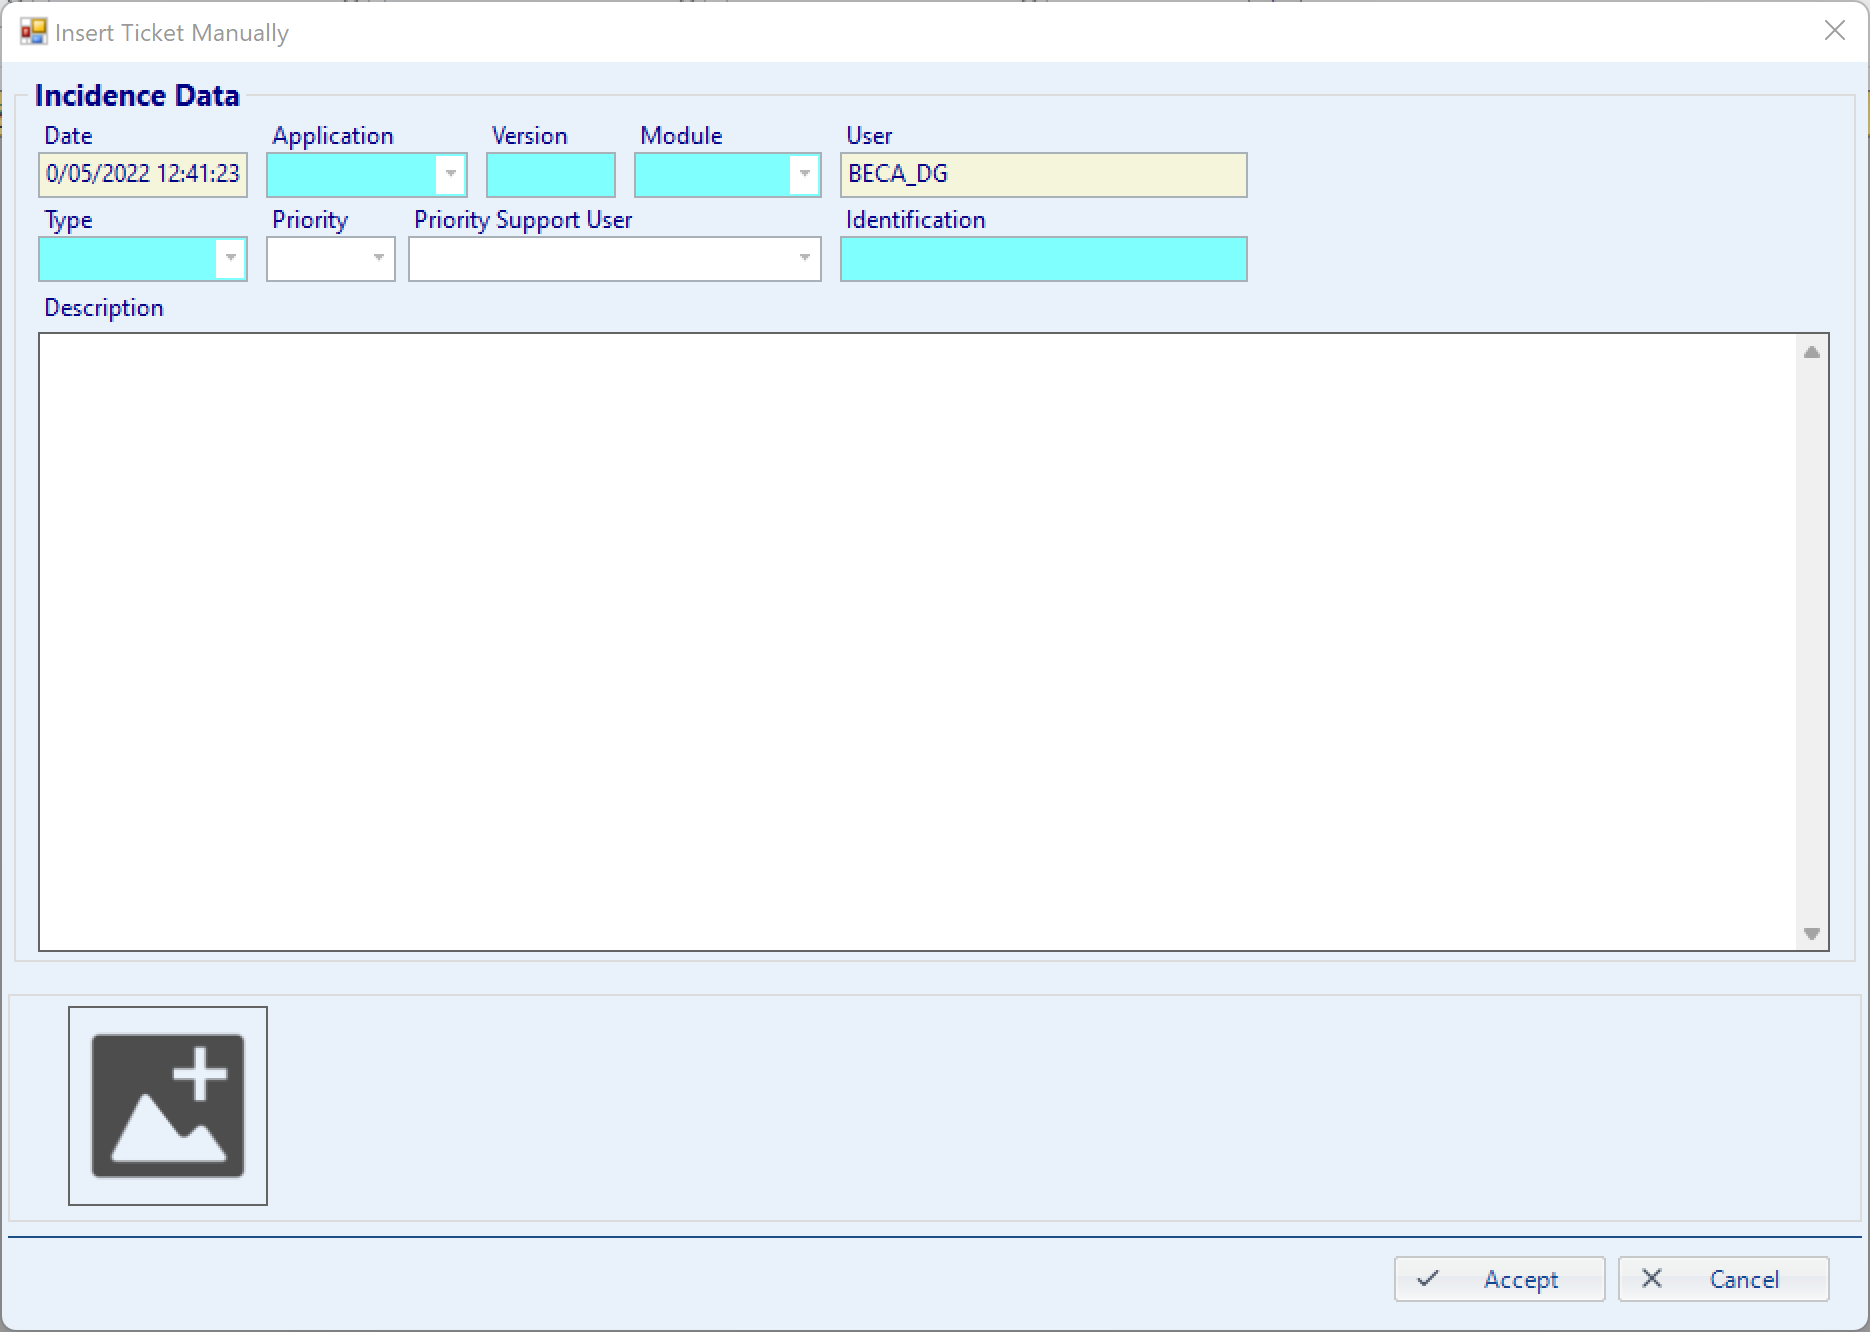 Insert Ticket Manually
Incidence Data
Date Application Version Module User
0/05/2022 12:41:23 BECA_DG
Type Priority Priority Support User Identification
Description
Accept Cancel